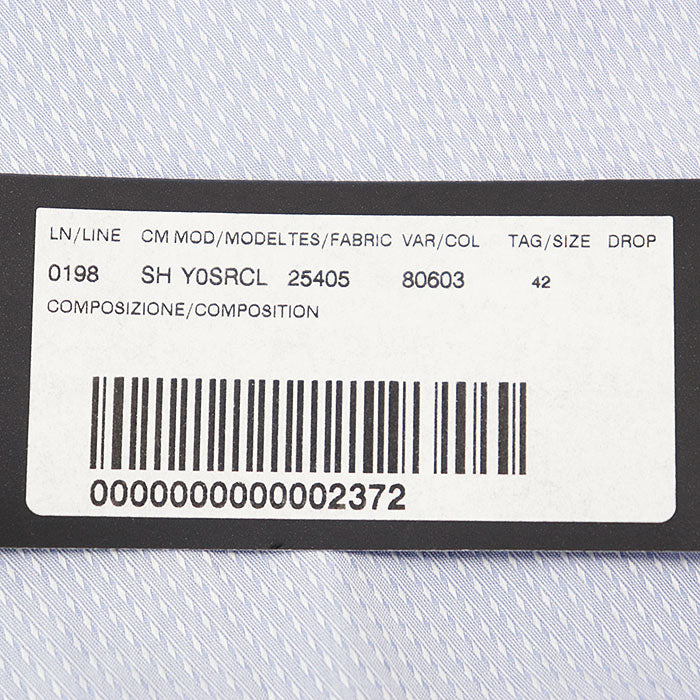 LN/LINE CM MOD/MODELTES/FABRIC VAR/COL TAG/SIZE DROP
0198 SH Y0SRCL 25405 80603 42
COMPOSIZIONE/COMPOSITION
0000000000002372